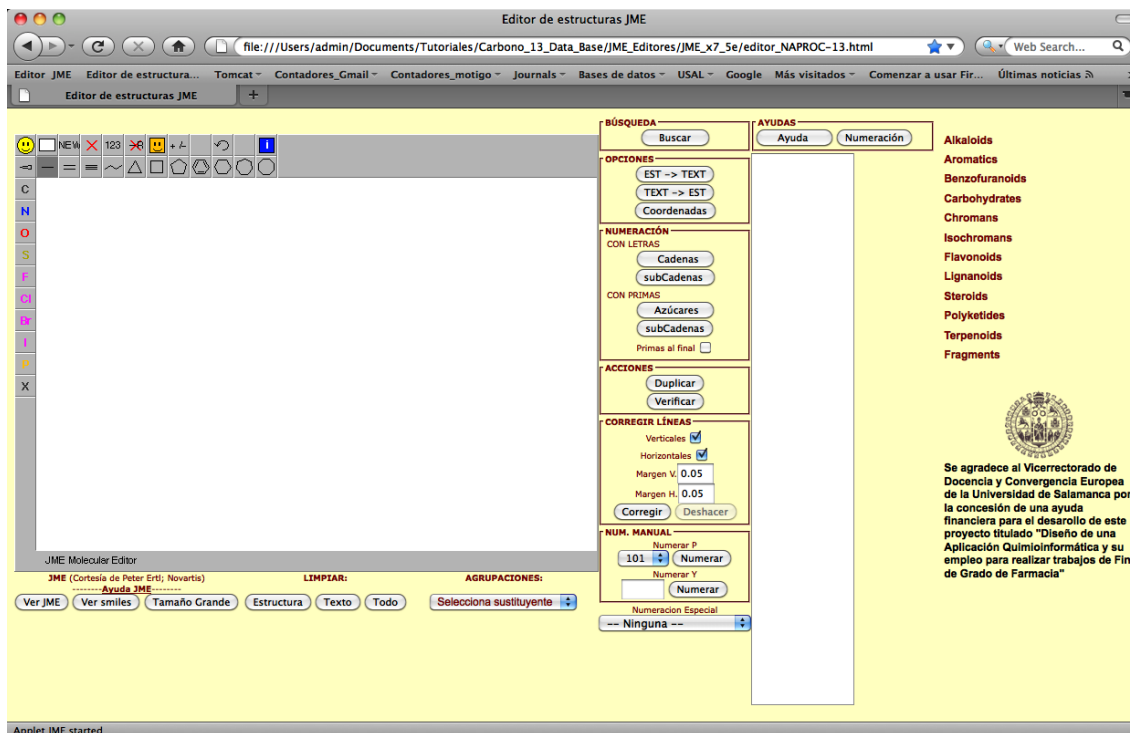 Editor de estructuras JME
file:///Users/admin/Documents/Tutoriales/Carbono_13_Data_Base/JME_Editores/JME_x7_5e/editor_NAPROC-13.html
Web Search...
Editor JME Editor de estructura... Tomcat Contadores_Gmail Contadores_motigo Journals Bases de datos USAL Google Más visitados Comenzar a usar Fir... Últimas noticias
Editor de estructuras JME +
NEW 123 R + /- i
C
N
O
S
F
Cl
Br
I
P
X
JME Molecular Editor
JME (Cortesía de Peter Ertl; Novartis)
--------Ayuda JME--------
Ver JME Ver smiles Tamaño Grande
LIMPIAR:
Estructura Texto Todo
AGRUPACIONES:
Selecciona sustituyente
BÚSQUEDA
Buscar
OPCIONES
EST -> TEXT
TEXT -> EST
Coordenadas
NUMERACIÓN
CON LETRAS
Cadenas
subCadenas
CON PRIMAS
Azúcares
subCadenas
Primas al final
ACCIONES
Duplicar
Verificar
CORREGIR LÍNEAS
Verticales
Horizontales
Margen V. 0.05
Margen H. 0.05
Corregir Deshacer
NUM. MANUAL
Numerar P
101 Numerar
Numerar Y
Numerar
Numeracion Especial
-- Ninguna --
AYUDAS
Ayuda Numeración
Alkaloids
Aromatics
Benzofuranoids
Carbohydrates
Chromans
Isochromans
Flavonoids
Lignanoids
Steroids
Polyketides
Terpenoids
Fragments
Se agradece al Vicerrectorado de
Docencia y Convergencia Europea
de la Universidad de Salamanca por
la concesión de una ayuda
financiera para el desarollo de este
proyecto titulado "Diseño de una
Aplicación Quimioinformática y su
empleo para realizar trabajos de Fin
de Grado de Farmacia"
Applet JME started